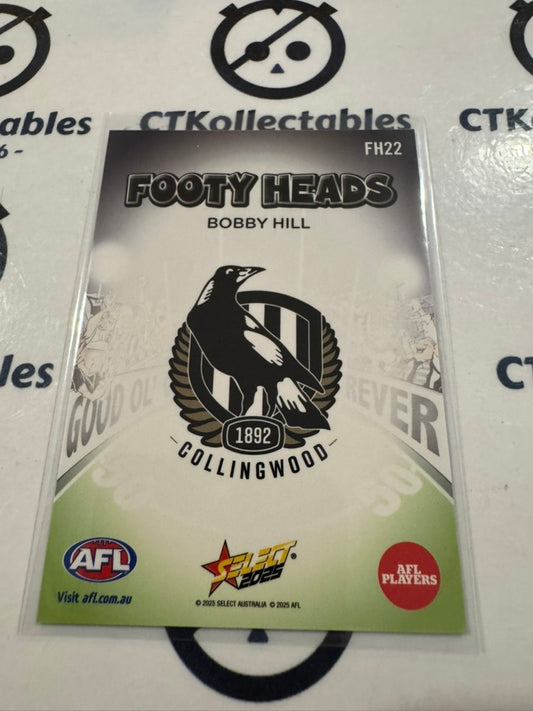 CTKollectables
FH22
FOOTY HEADS
BOBBY HILL
GOOD OL
REVER
1892
COLLINGWOOD
AFL
Visit afl.com.au
SELECT
2025
®
© 2025 SELECT AUSTRALIA © 2025 AFL
AFL
PLAYERS
ables
CTK
6 -
les
CT